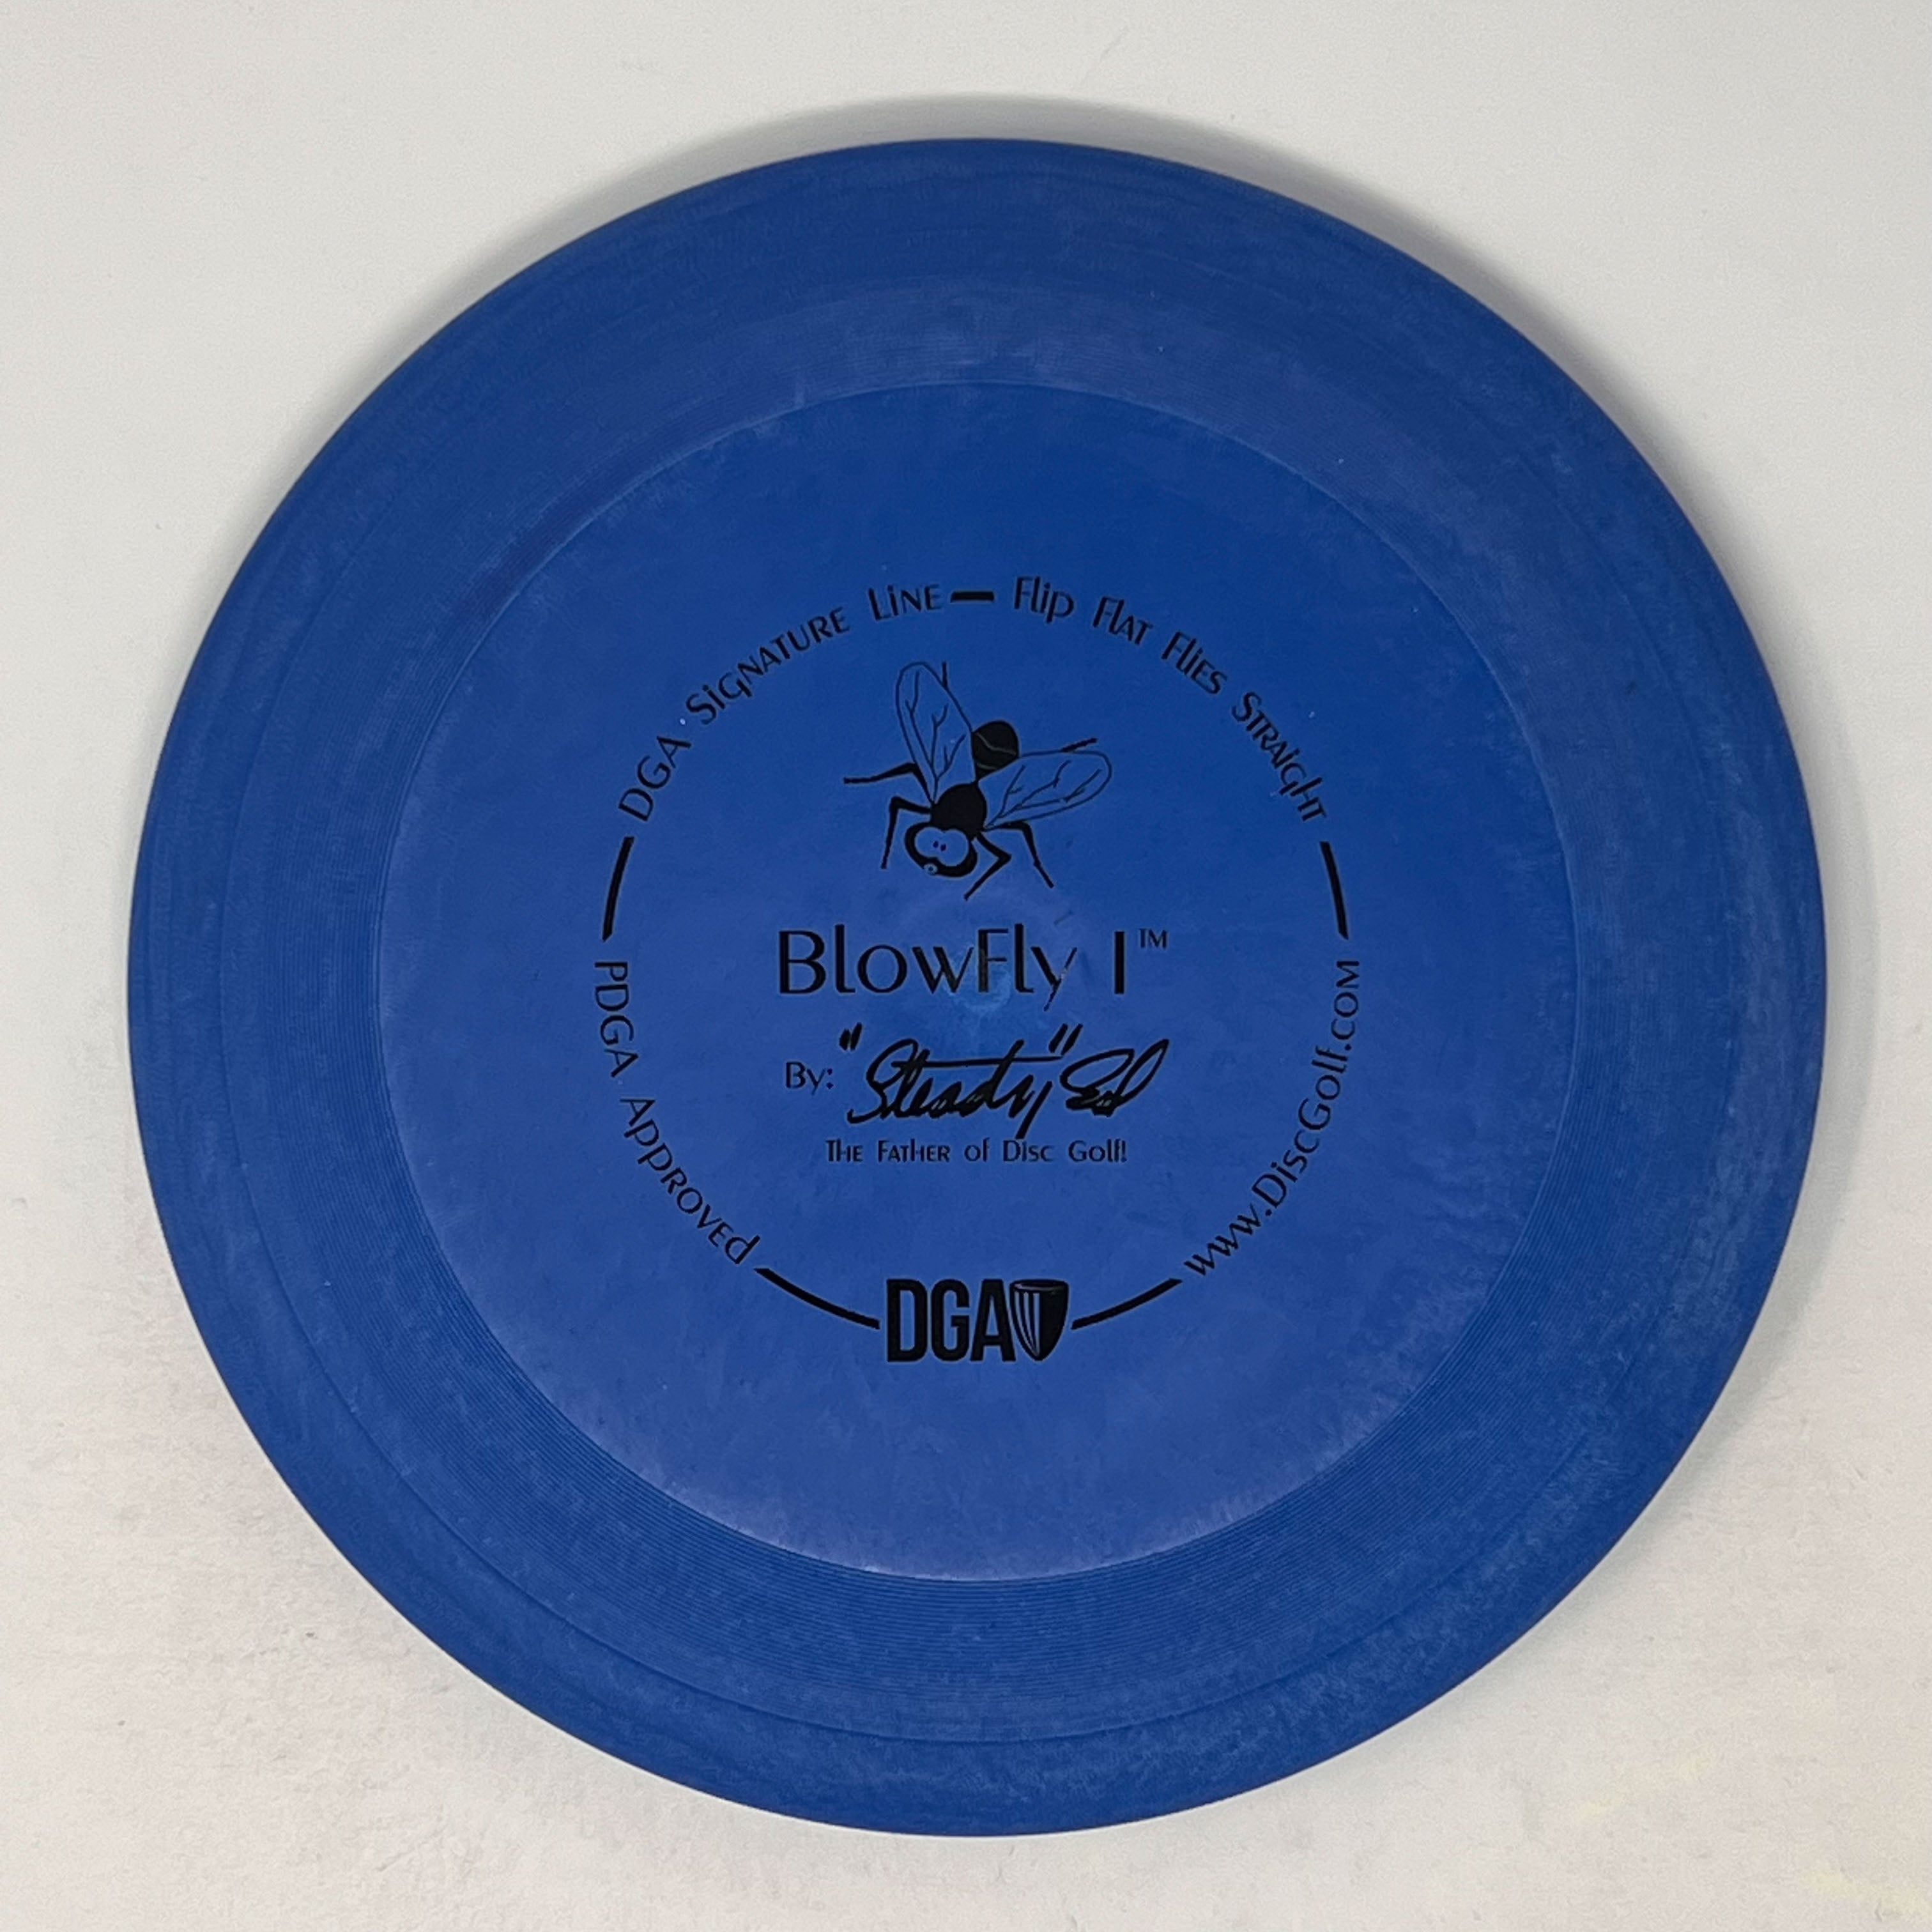 DGA Signature Line — Flip Flat Flies Straight
BlowFly I™
By: "Steady" Ed
The Father of Disc Golf!
PDGA Approved
www.DiscGolf.com
DGA